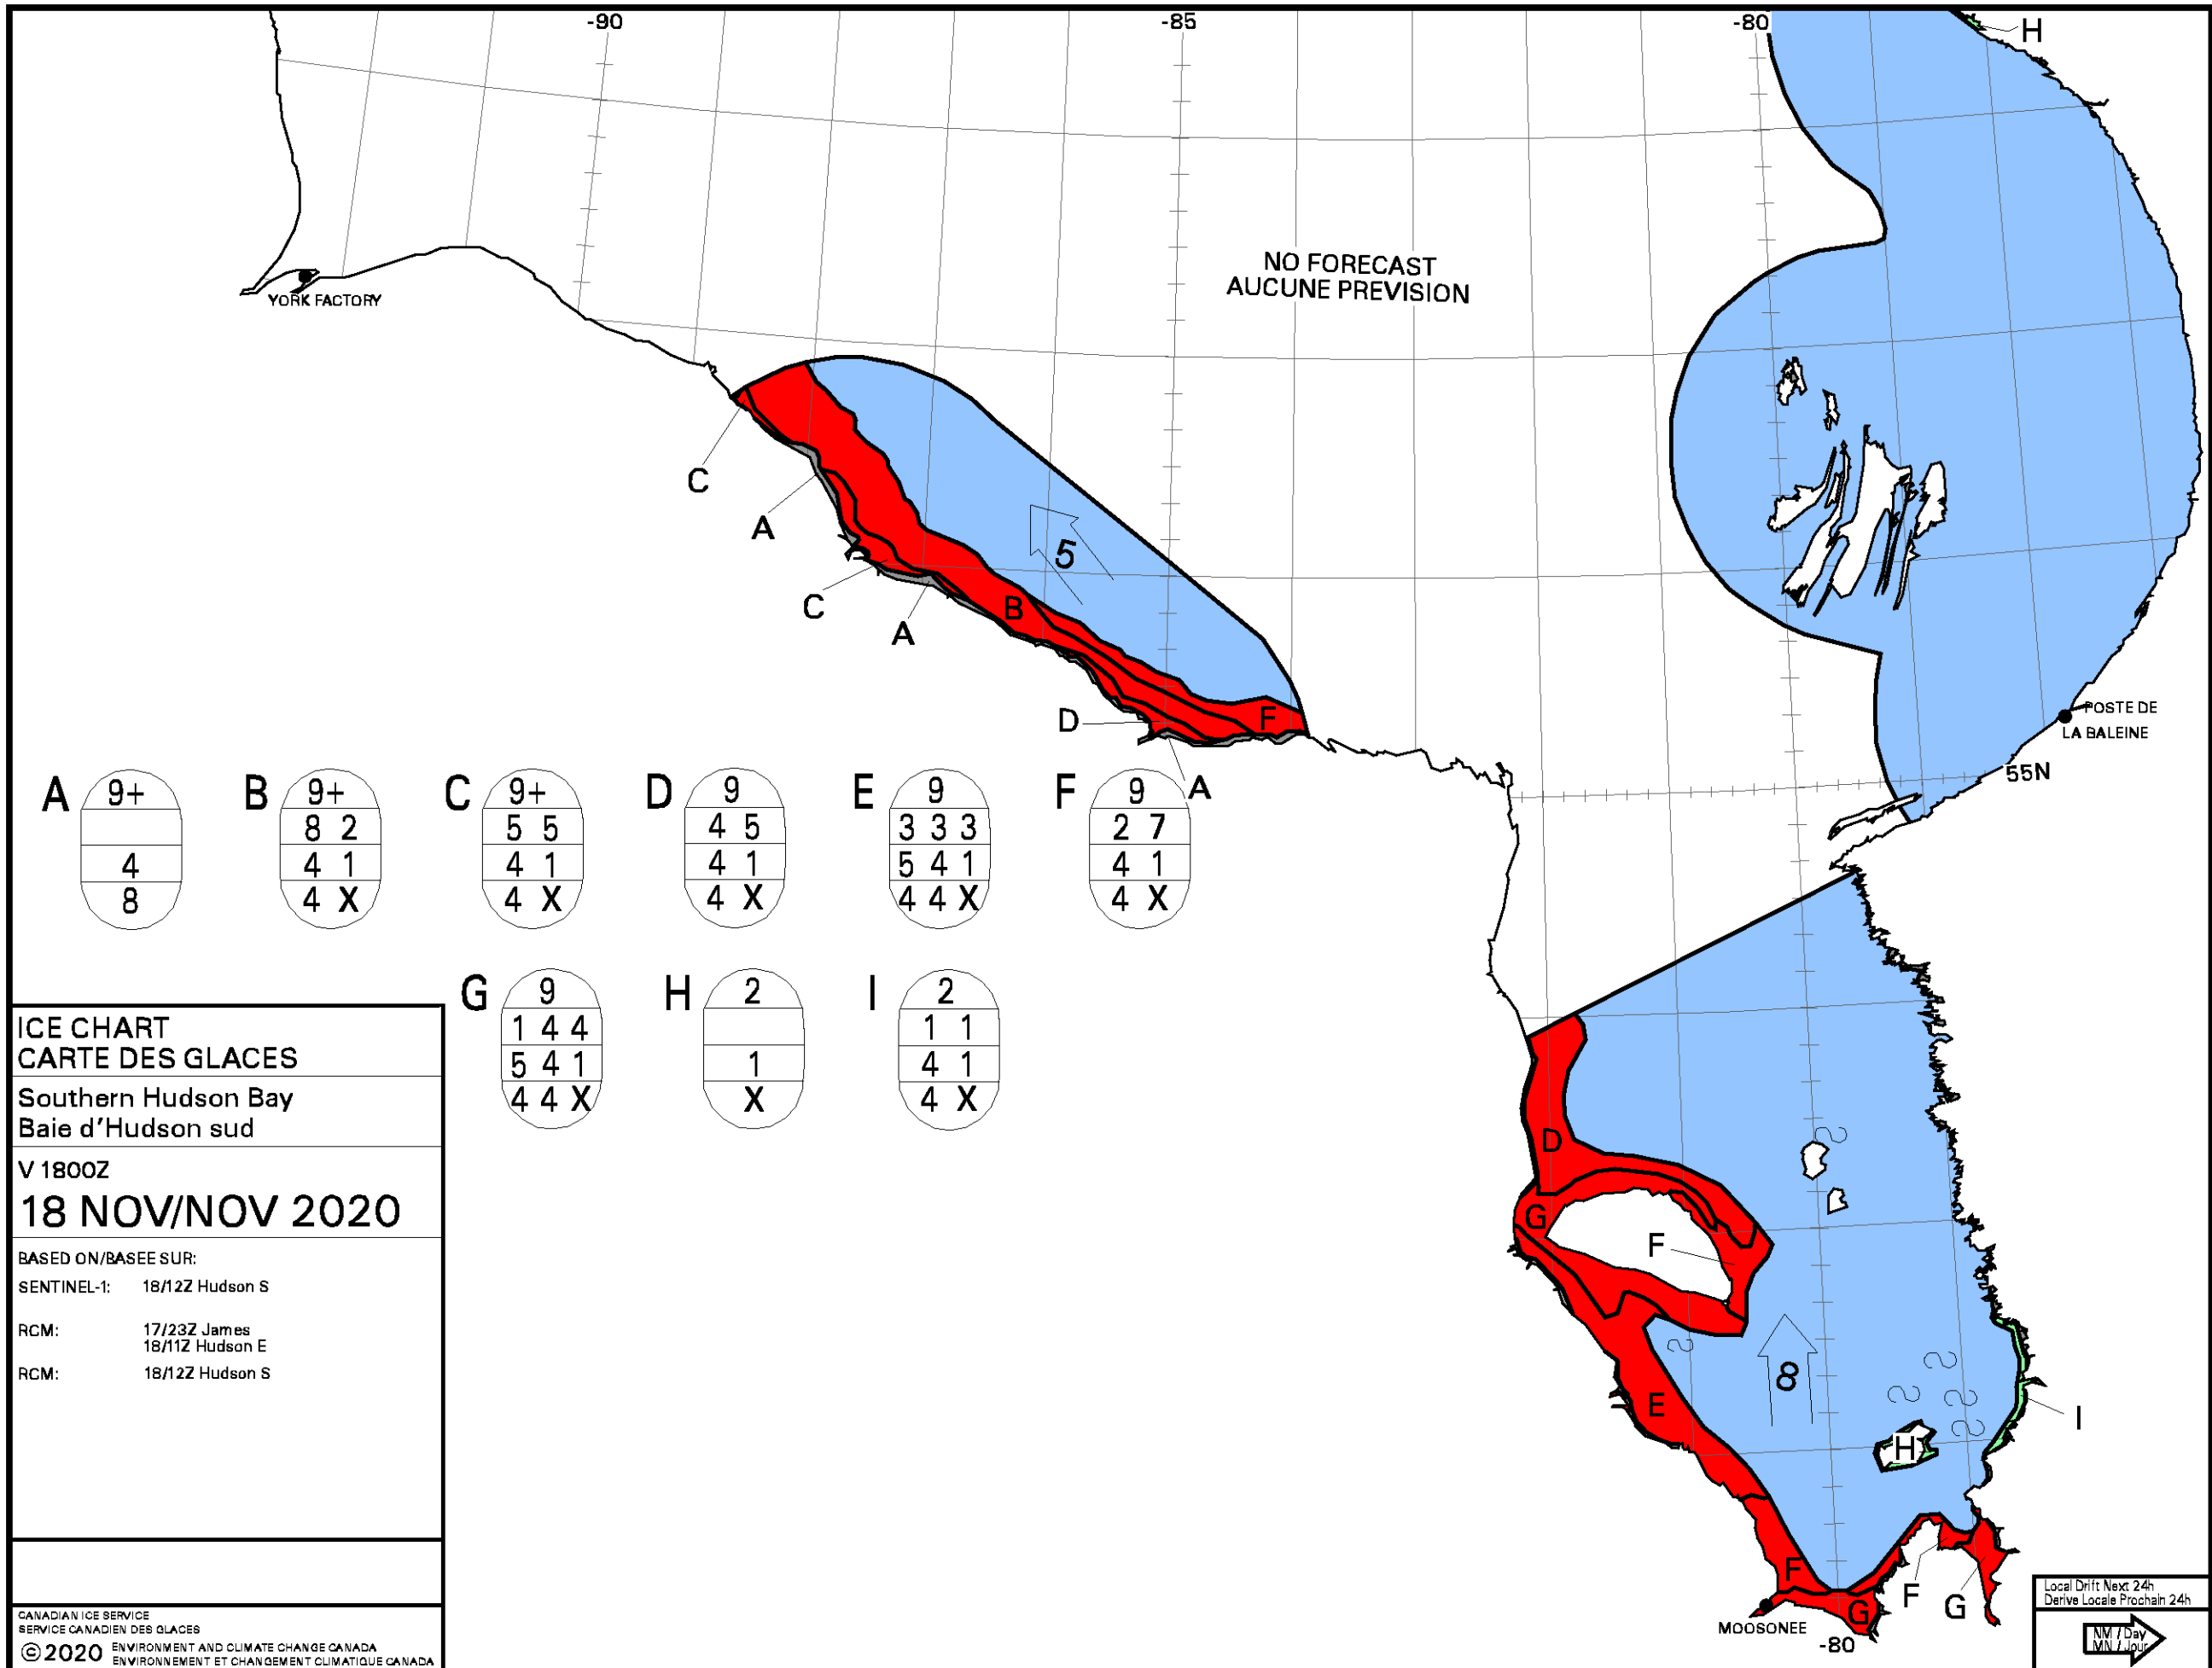 -90
-85
-80
H
NO FORECAST
AUCUNE PREVISION
YORK FACTORY
C
A
5
C
A
B
D
F
A
POSTE DE
LA BALEINE
55N
A
9+
4
8
B
9+
8 2
4 1
4 X
C
9+
5 5
4 1
4 X
D
9
4 5
4 1
4 X
E
9
3 3 3
5 4 1
4 4 X
F
9
2 7
4 1
4 X
G
9
1 4 4
5 4 1
4 4 X
H
2
1
X
I
2
1 1
4 1
4 X
D
G
F
8
E
I
H
F
F
G
G
MOOSONEE
-80
ICE CHART
CARTE DES GLACES
Southern Hudson Bay
Baie d'Hudson sud
V 1800Z
18 NOV/NOV 2020
BASED ON/BASEE SUR:
SENTINEL-1: 18/12Z Hudson S
RCM: 17/23Z James
18/11Z Hudson E
RCM: 18/12Z Hudson S
CANADIAN ICE SERVICE
SERVICE CANADIEN DES GLACES
©2020 ENVIRONMENT AND CLIMATE CHANGE CANADA
ENVIRONNEMENT ET CHANGEMENT CLIMATIQUE CANADA
Local Drift Next 24h
Derive Locale Prochain 24h
NM / Day
MN / Jour